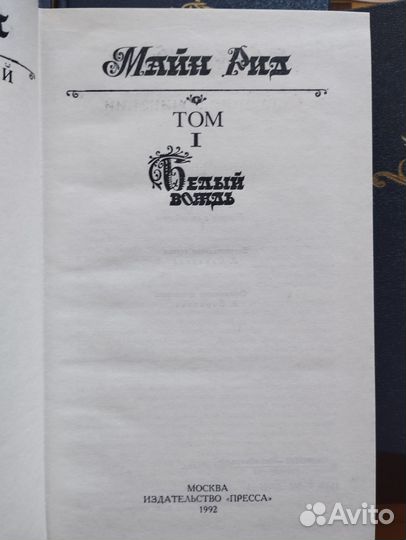 й
Майн Рид
ТОМ
I
Белый
вождь
МОСКВА
ИЗДАТЕЛЬСТВО «ПРЕССА»
1992
Avito